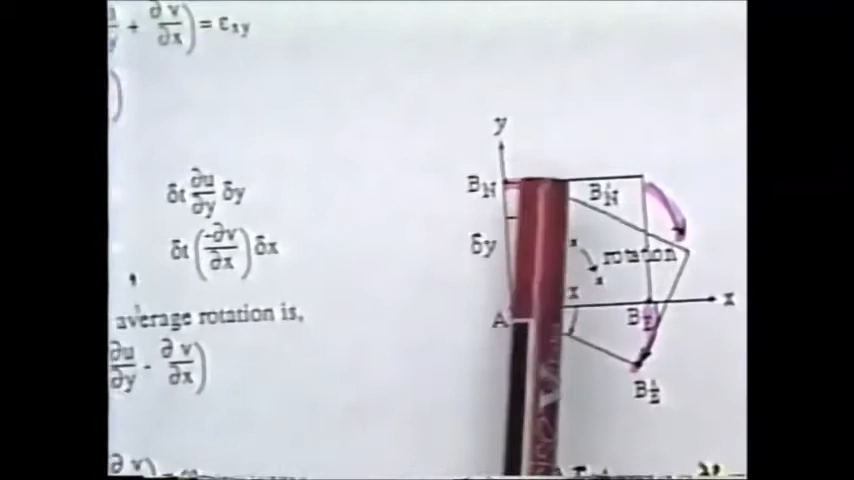 + ∂v/∂x) = ε_xy
)
δt ∂u/∂y δy
δt (-∂v/∂x) δx
,
average rotation is,
∂u/∂y - ∂v/∂x)
∂v)
y
B_N
B'_N
δy
rotation
x
x
x
x
A
B_E
B'_E